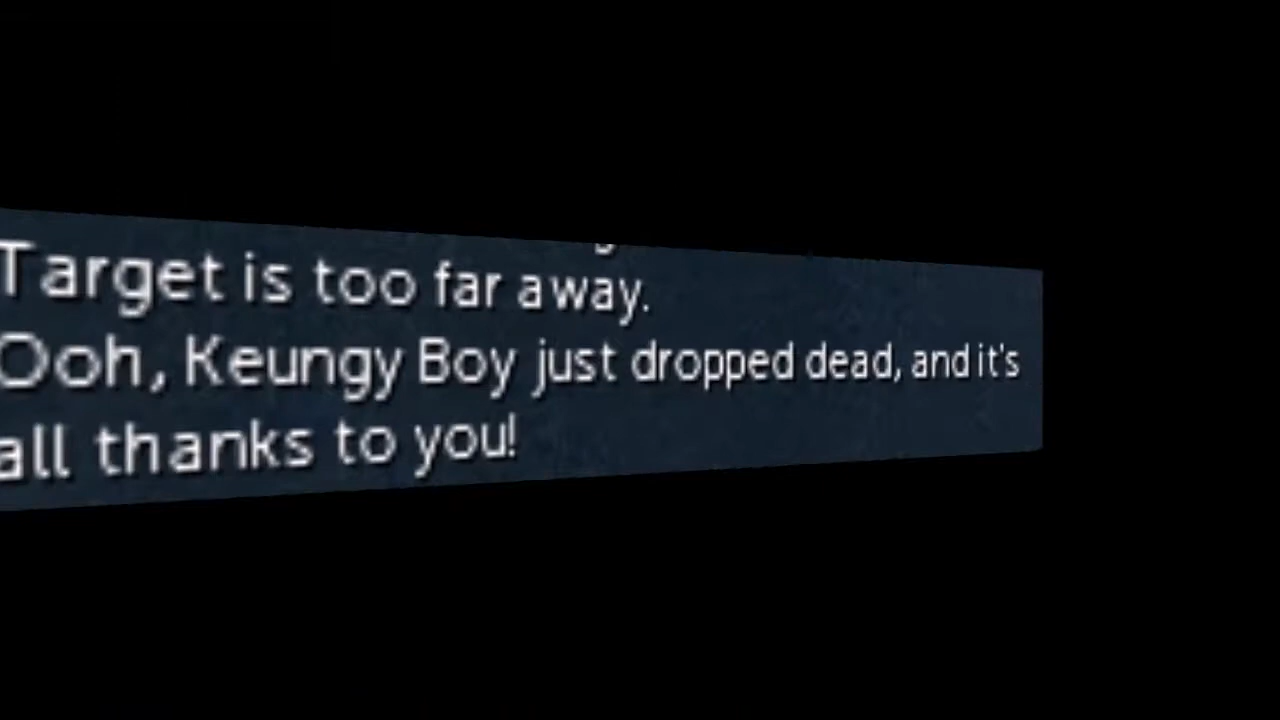 Target is too far away.
Ooh, Keungy Boy just dropped dead, and it's
all thanks to you!